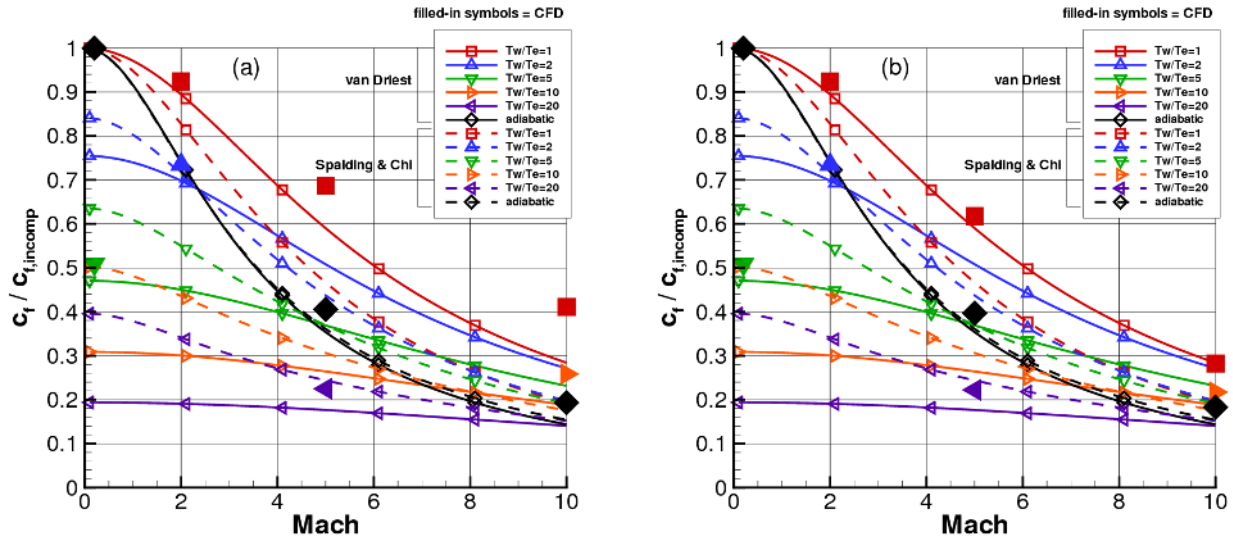 filled-in symbols = CFD
(a)
van Driest
Spalding & Chi
Tw/Te=1
Tw/Te=2
Tw/Te=5
Tw/Te=10
Tw/Te=20
adiabatic
Tw/Te=1
Tw/Te=2
Tw/Te=5
Tw/Te=10
Tw/Te=20
adiabatic
1
0.9
0.8
0.7
0.6
0.5
0.4
0.3
0.2
0.1
0
c_f / c_f,incomp
0 2 4 6 8 10
Mach
filled-in symbols = CFD
(b)
van Driest
Spalding & Chi
Tw/Te=1
Tw/Te=2
Tw/Te=5
Tw/Te=10
Tw/Te=20
adiabatic
Tw/Te=1
Tw/Te=2
Tw/Te=5
Tw/Te=10
Tw/Te=20
adiabatic
1
0.9
0.8
0.7
0.6
0.5
0.4
0.3
0.2
0.1
0
c_f / c_f,incomp
0 2 4 6 8 10
Mach